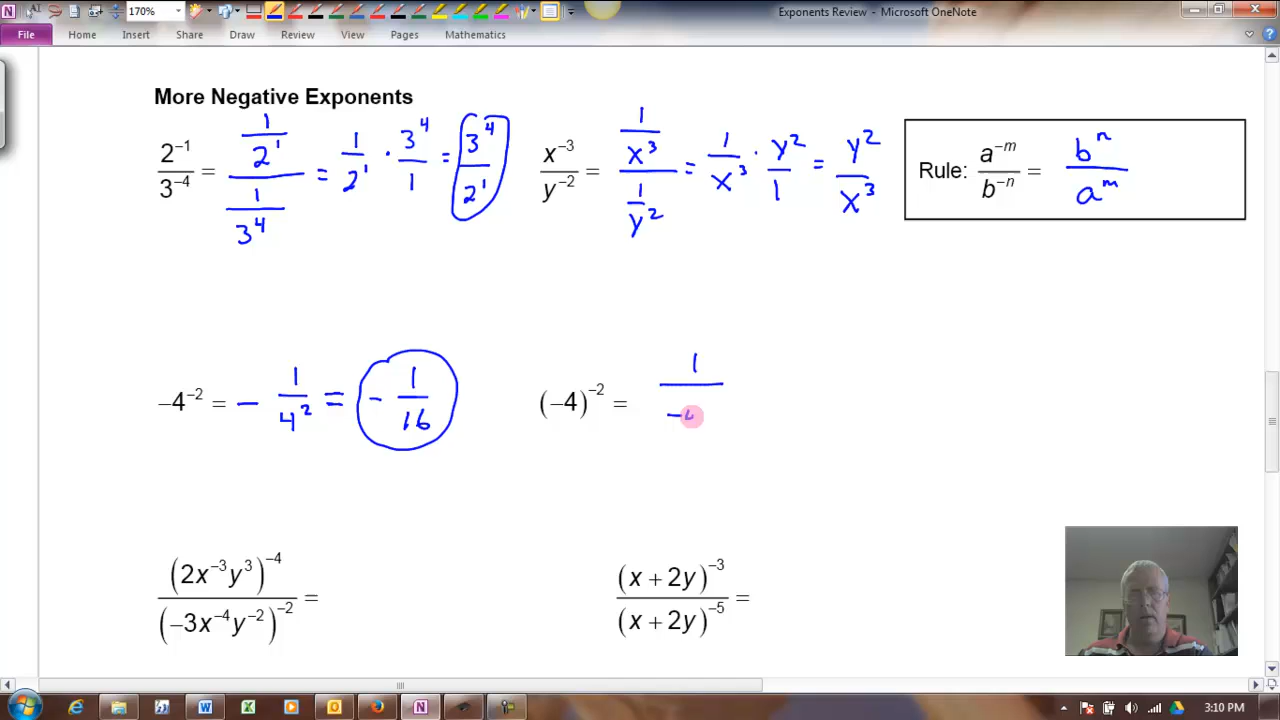 170%
Exponents Review - Microsoft OneNote
File Home Insert Share Draw Review View Pages Mathematics
More Negative Exponents
2⁻¹/3⁻⁴ = (1/2¹)/(1/3⁴) = 1/2¹ · 3⁴/1 = 3⁴/2¹
x⁻³/y⁻² = (1/x³)/(1/y²) = 1/x³ · y²/1 = y²/x³
Rule: a⁻ᵐ/b⁻ⁿ = bⁿ/aᵐ
−4⁻² = − 1/4² = − 1/16
(−4)⁻² = 1/−4
(2x⁻³y³)⁻⁴/(−3x⁻⁴y⁻²)⁻² =
(x + 2y)⁻³/(x + 2y)⁻⁵ =
3:10 PM